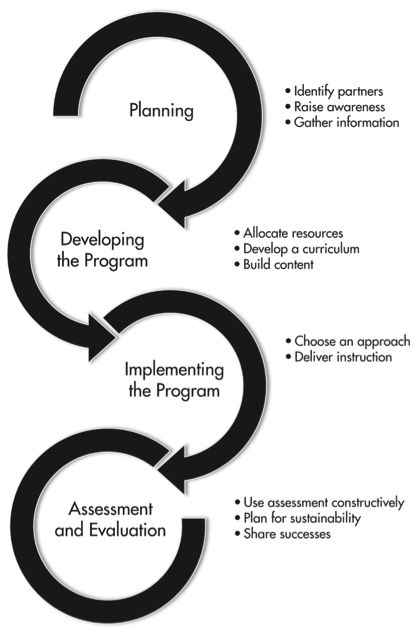 Planning
• Identify partners
• Raise awareness
• Gather information
Developing
the Program
• Allocate resources
• Develop a curriculum
• Build content
Implementing
the Program
• Choose an approach
• Deliver instruction
Assessment
and Evaluation
• Use assessment constructively
• Plan for sustainability
• Share successes